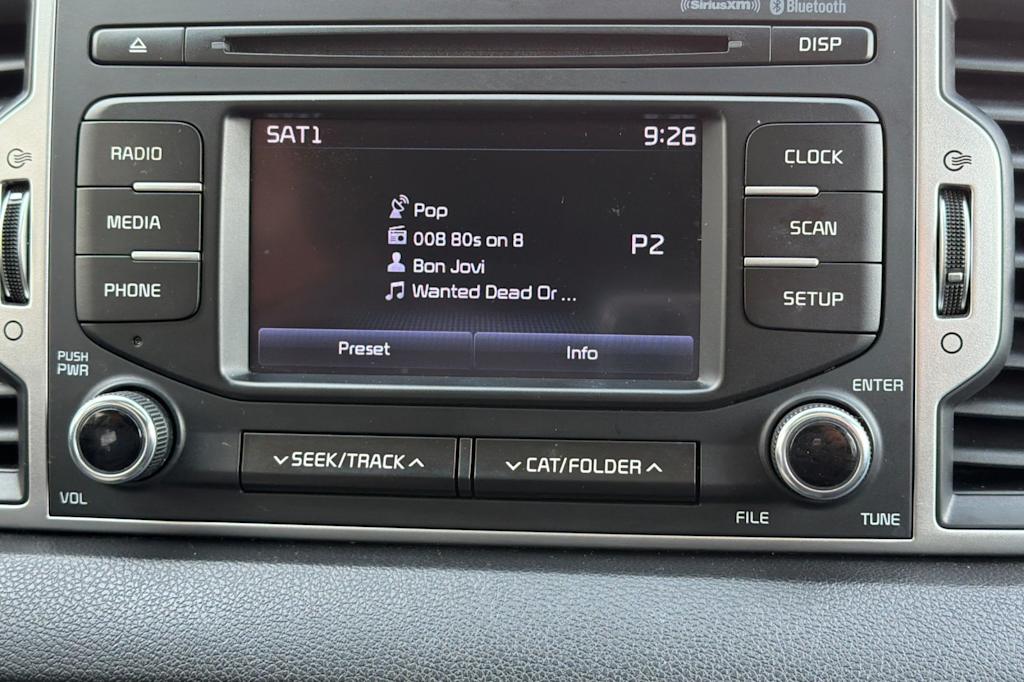 SiriusXM Bluetooth
DISP
SAT1 9:26
RADIO
MEDIA
PHONE
Pop
008 80s on 8
Bon Jovi
Wanted Dead Or ...
P2
Preset Info
CLOCK
SCAN
SETUP
PUSH
PWR
VOL
SEEK/TRACK
CAT/FOLDER
ENTER
FILE
TUNE